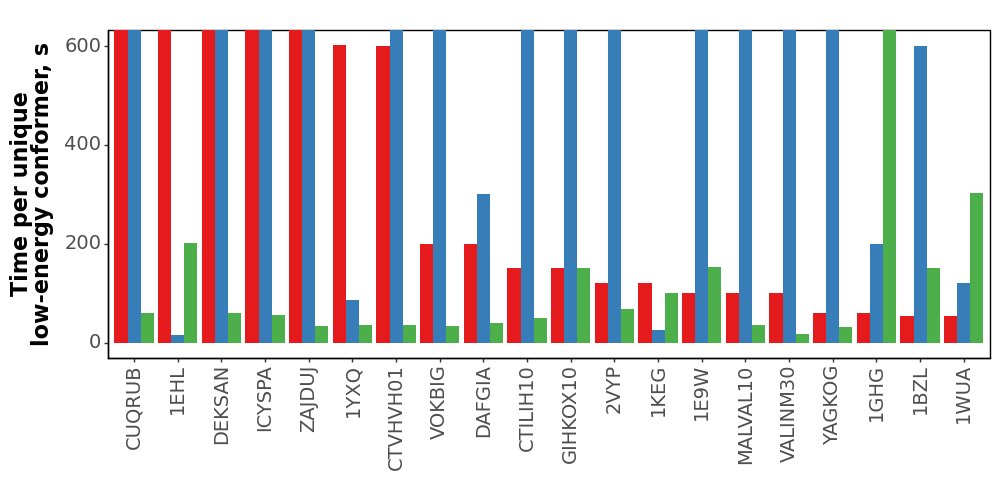 Time per unique
low-energy conformer, s
600
400
200
0
CUQRUB
1EHL
DEKSAN
ICYSPA
ZAJDUJ
1YXQ
CTVHVH01
VOKBIG
DAFGIA
CTILIH10
GIHKOX10
2VYP
1KEG
1E9W
MALVAL10
VALINM30
YAGKOG
1GHG
1BZL
1WUA